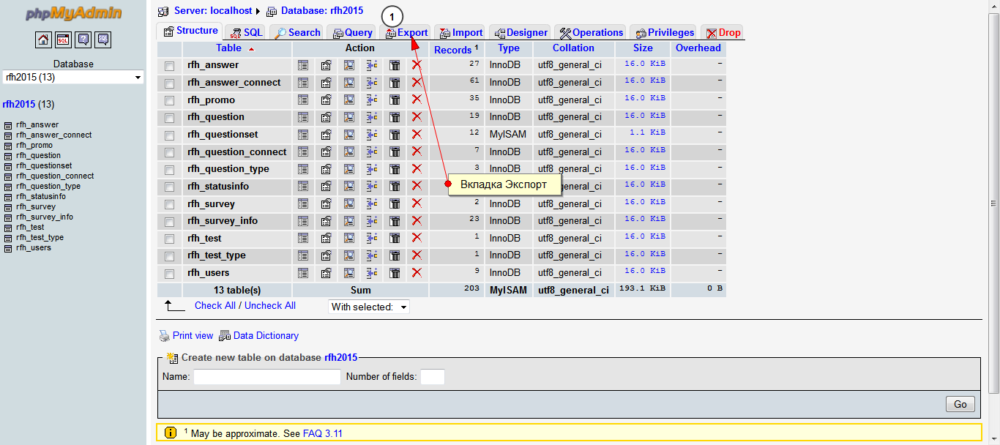 phpMyAdmin
Database
rfh2015 (13)
rfh2015 (13)
rfh_answer
rfh_answer_connect
rfh_promo
rfh_question
rfh_questionset
rfh_question_connect
rfh_question_type
rfh_statusinfo
rfh_survey
rfh_survey_info
rfh_test
rfh_test_type
rfh_users
Server: localhost Database: rfh2015
1
Structure SQL Search Query Export Import Designer Operations Privileges Drop
Table Action Records 1 Type Collation Size Overhead
rfh_answer 27 InnoDB utf8_general_ci 16.0 KiB -
rfh_answer_connect 61 InnoDB utf8_general_ci 16.0 KiB -
rfh_promo 35 InnoDB utf8_general_ci 16.0 KiB -
rfh_question 19 InnoDB utf8_general_ci 16.0 KiB -
rfh_questionset 12 MyISAM utf8_general_ci 1.1 KiB -
rfh_question_connect 7 InnoDB utf8_general_ci 16.0 KiB -
rfh_question_type 3 InnoDB utf8_general_ci 16.0 KiB -
Вкладка Экспорт
rfh_statusinfo general_ci 16.0 KiB -
rfh_survey 2 InnoDB utf8_general_ci 16.0 KiB -
rfh_survey_info 23 InnoDB utf8_general_ci 16.0 KiB -
rfh_test 1 InnoDB utf8_general_ci 16.0 KiB -
rfh_test_type 1 InnoDB utf8_general_ci 16.0 KiB -
rfh_users 9 InnoDB utf8_general_ci 16.0 KiB -
13 table(s) Sum 203 MyISAM utf8_general_ci 193.1 KiB 0 B
Check All / Uncheck All With selected:
Print view Data Dictionary
Create new table on database rfh2015
Name: Number of fields:
Go
1 May be approximate. See FAQ 3.11